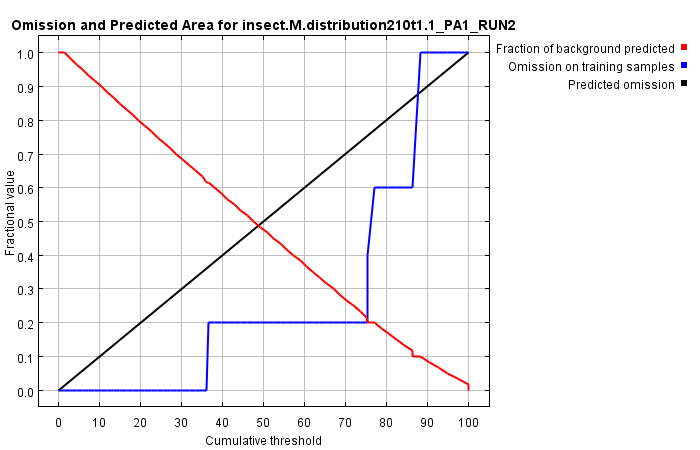 Omission and Predicted Area for insect.M.distribution210t1.1_PA1_RUN2
Fraction of background predicted
Omission on training samples
Predicted omission
Fractional value
1.0
0.9
0.8
0.7
0.6
0.5
0.4
0.3
0.2
0.1
0.0
0 10 20 30 40 50 60 70 80 90 100
Cumulative threshold